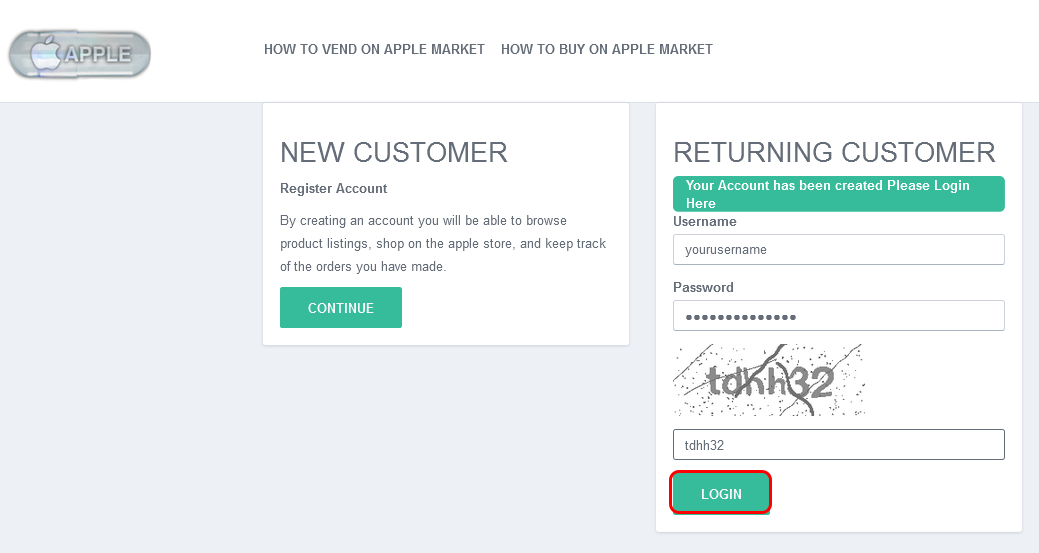 APPLE
HOW TO VEND ON APPLE MARKET HOW TO BUY ON APPLE MARKET
NEW CUSTOMER
Register Account
By creating an account you will be able to browse
product listings, shop on the apple store, and keep track
of the orders you have made.
CONTINUE
RETURNING CUSTOMER
Your Account has been created Please Login
Here
Username
yourusername
Password
••••••••••••••
tdhh32
tdhh32
LOGIN